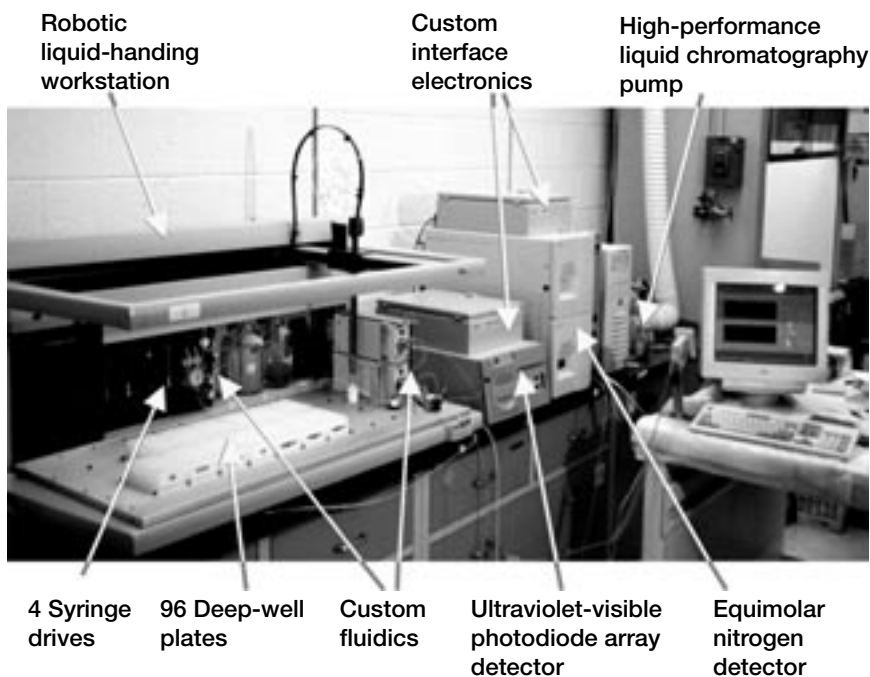 Robotic
liquid-handing
workstation
Custom
interface
electronics
High-performance
liquid chromatography
pump
4 Syringe
drives
96 Deep-well
plates
Custom
fluidics
Ultraviolet-visible
photodiode array
detector
Equimolar
nitrogen
detector